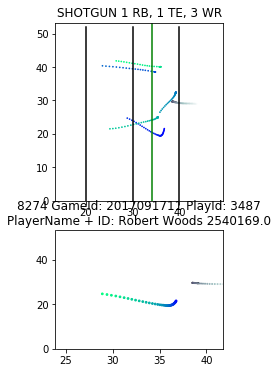 SHOTGUN 1 RB, 1 TE, 3 WR
50
40
30
20
10
0
20 30 40
8274 GameId: 2017091711 PlayId: 3487
PlayerName + ID: Robert Woods 2540169.0
40
20
0
25 30 35 40